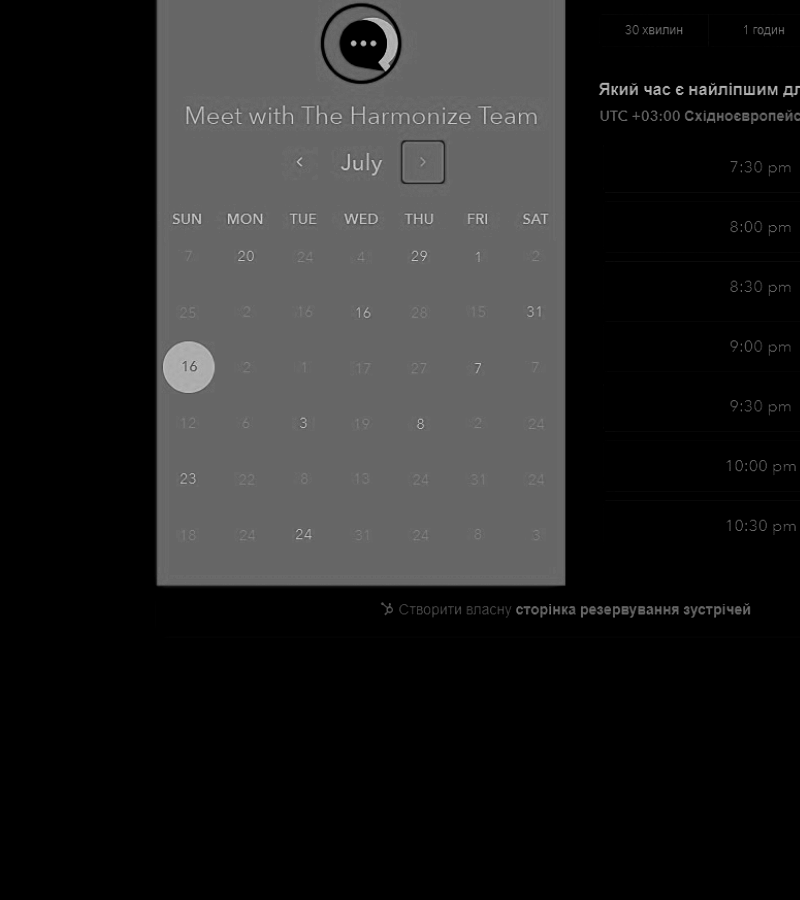 30 хвилин 1 годин
Meet with The Harmonize Team
July
Який час є найліпшим дл
UTC +03:00 Східноєвропейс
SUN MON TUE WED THU FRI SAT
7 20 24 4 29 1 2
25 2 16 16 28 15 31
16 2 1 17 27 7 7
12 6 3 19 8 2 24
23 22 8 13 24 31 24
18 24 24 31 24 8 3
7:30 pm
8:00 pm
8:30 pm
9:00 pm
9:30 pm
10:00 pm
10:30 pm
Створити власну сторінка резервування зустрічей